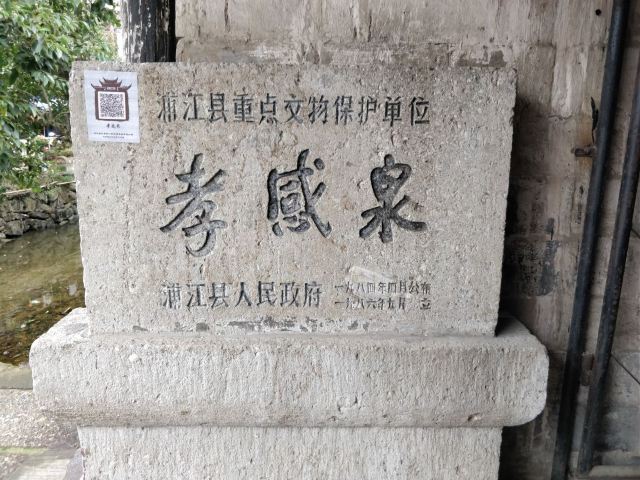 浦江县重点文物保护单位
孝感泉
浦江县人民政府
一九八四年四月公布
一九八六年九月 立